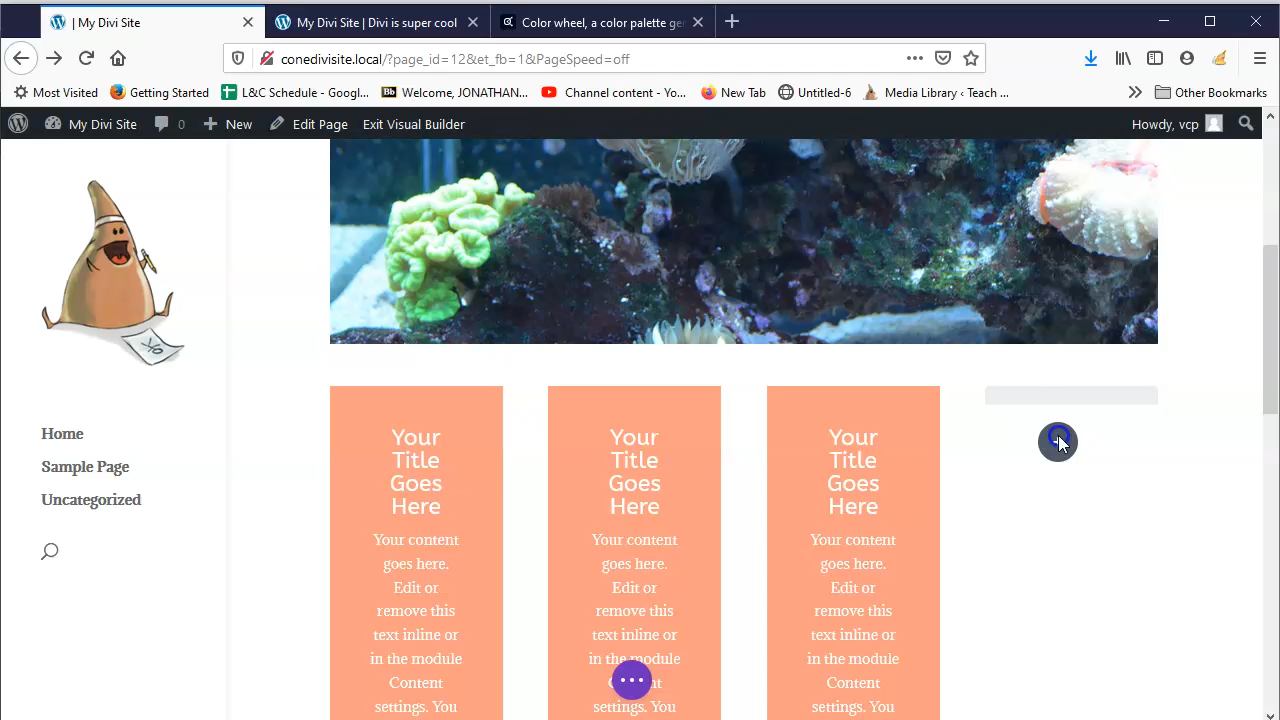 | My Divi Site
My Divi Site | Divi is super cool
Color wheel, a color palette ge
conedivisite.local/?page_id=12&et_fb=1&PageSpeed=off
Most Visited
Getting Started
L&C Schedule - Googl...
Bb Welcome, JONATHAN...
Channel content - Yo...
New Tab
Untitled-6
Media Library ‹ Teach ...
Other Bookmarks
My Divi Site
0
New
Edit Page
Exit Visual Builder
Howdy, vcp
Home
Sample Page
Uncategorized
Your
Title
Goes
Here
Your content
goes here.
Edit or
remove this
text inline or
in the module
Content
settings. You
Your
Title
Goes
Here
Your content
goes here.
Edit or
remove this
text inline or
in the module
settings. You
Your
Title
Goes
Here
Your content
goes here.
Edit or
remove this
text inline or
in the module
Content
settings. You